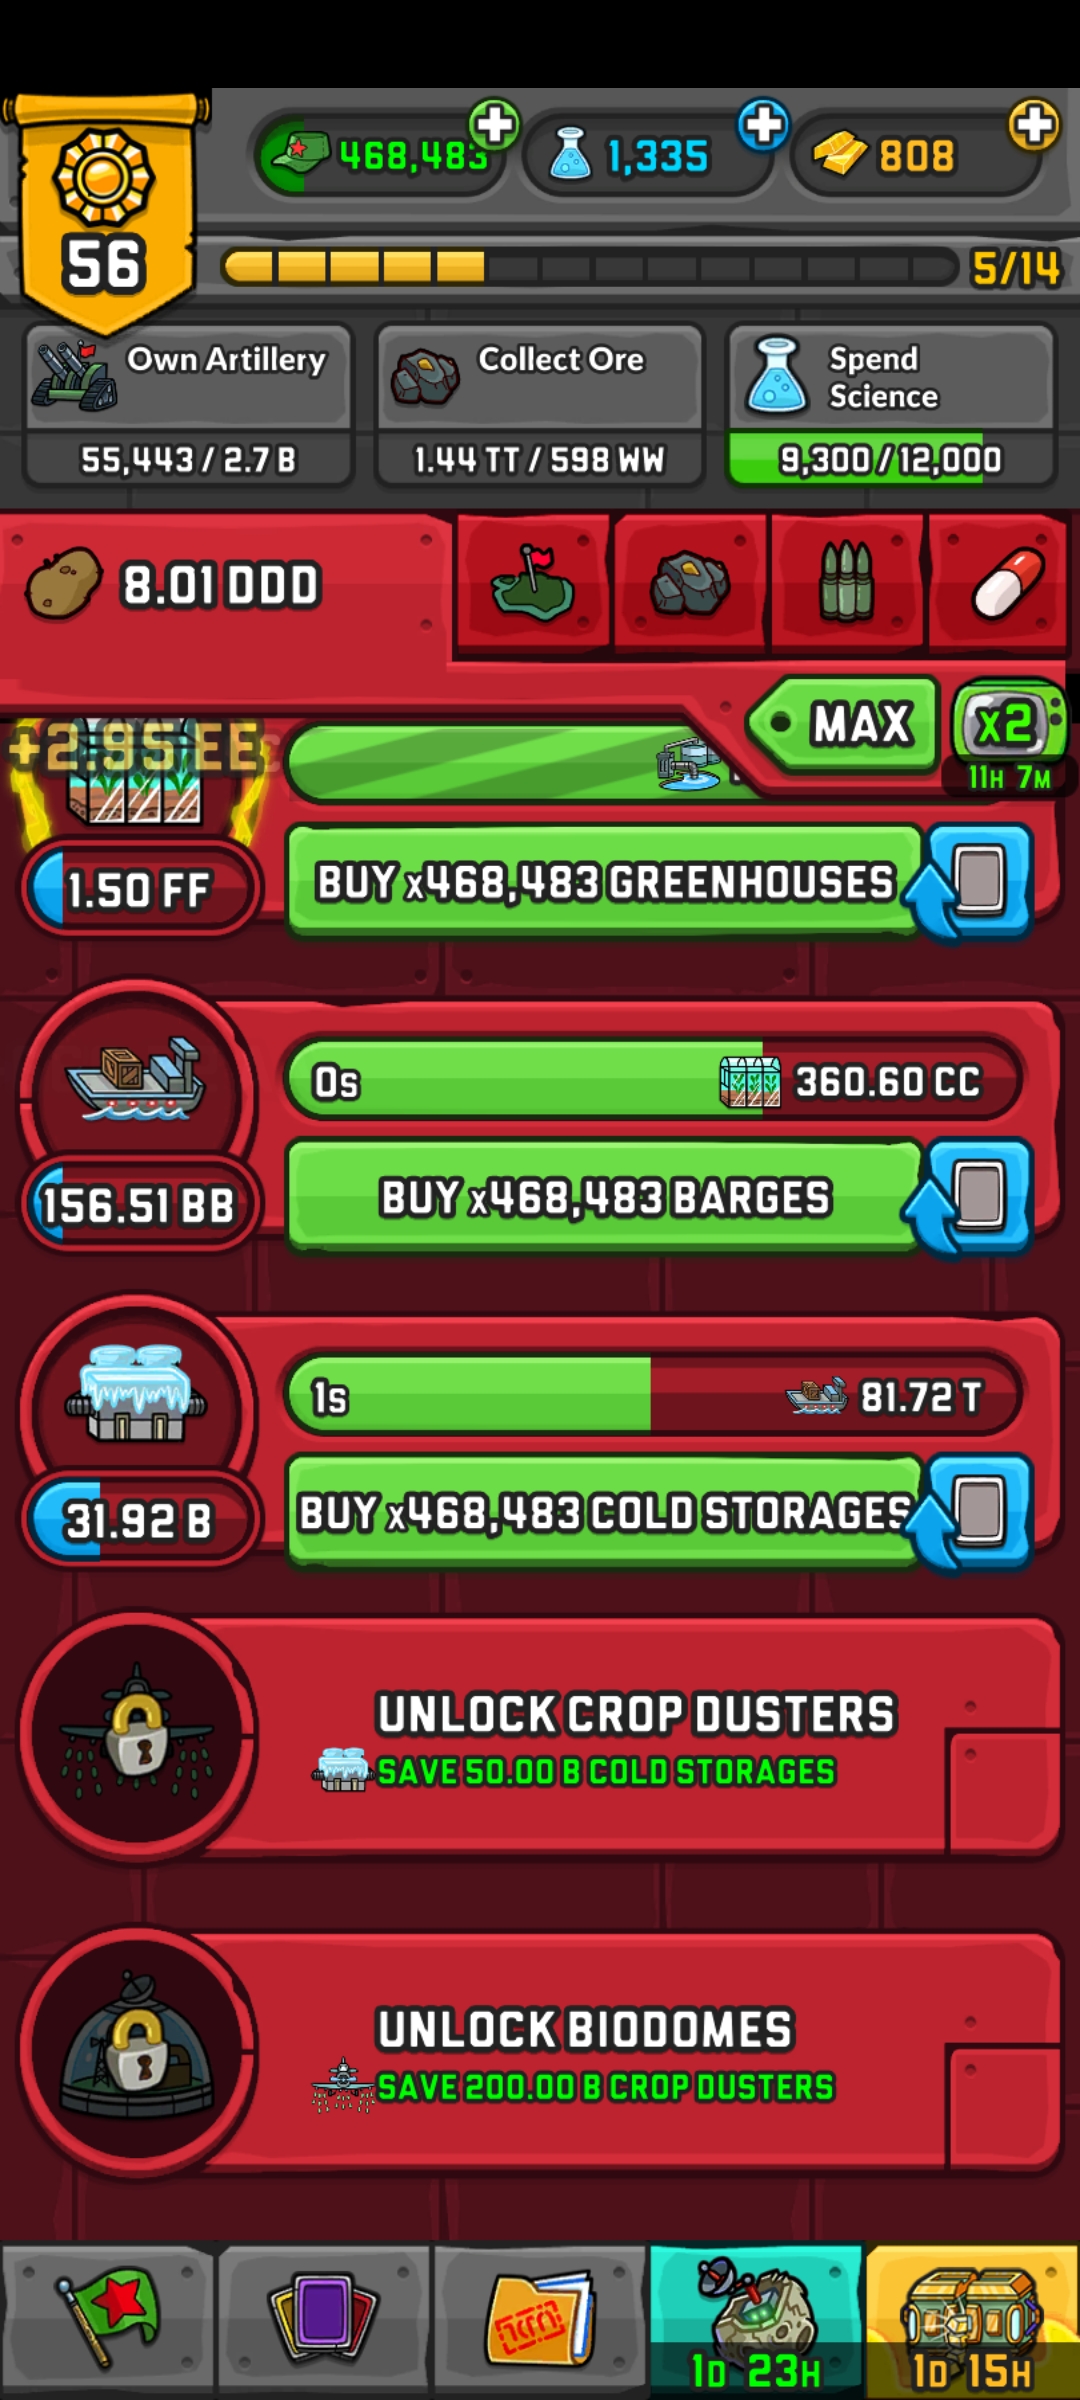 468,483
1,335
808
56
5/14
Own Artillery
55,443 / 2.7 B
Collect Ore
1.44 TT / 598 WW
Spend
Science
9,300 / 12,000
8.01 DDD
MAX
x2
11H 7M
+2.95 EE
1.50 FF
BUY x468,483 GREENHOUSES
0s
360.60 CC
156.51 BB
BUY x468,483 BARGES
1s
81.72 T
31.92 B
BUY x468,483 COLD STORAGES
UNLOCK CROP DUSTERS
SAVE 50.00 B COLD STORAGES
UNLOCK BIODOMES
SAVE 200.00 B CROP DUSTERS
1D 23H
1D 15H